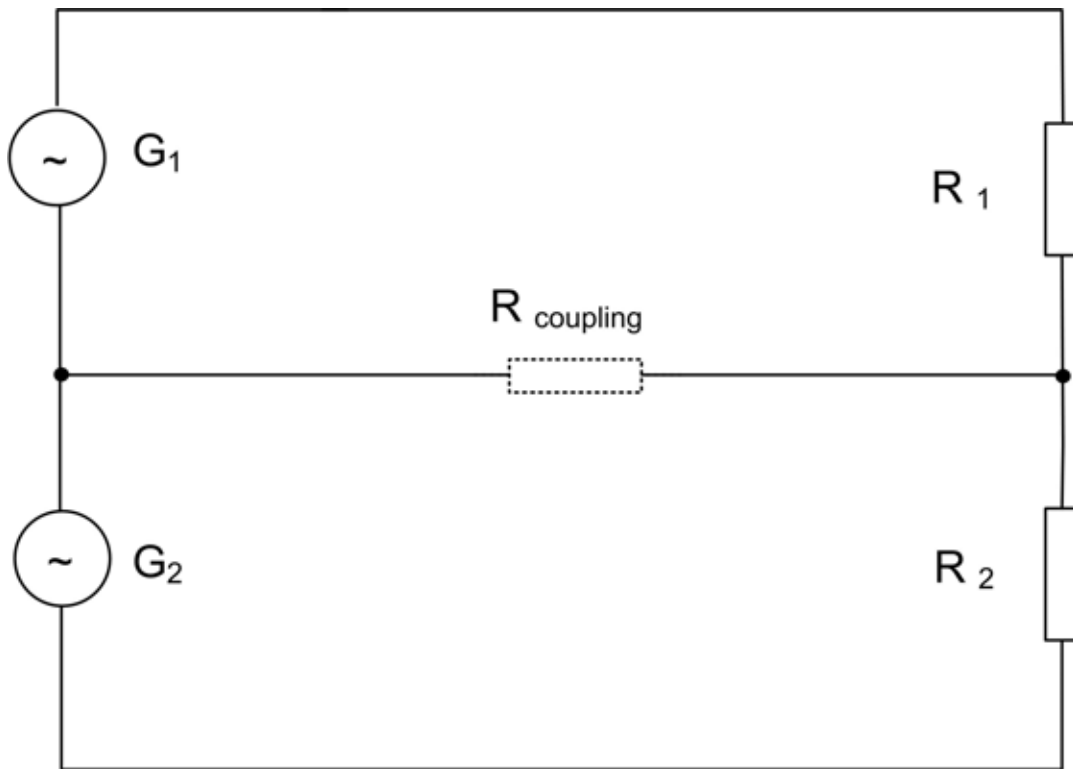 ~
G₁
R ₁
R coupling
~
G₂
R ₂